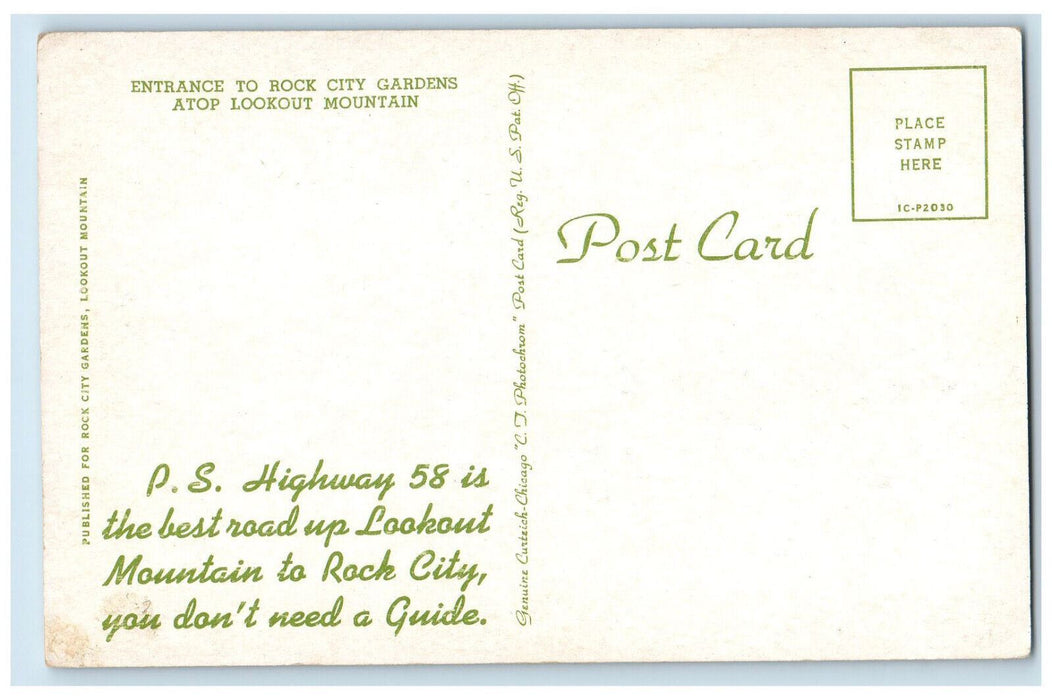 ENTRANCE TO ROCK CITY GARDENS
ATOP LOOKOUT MOUNTAIN
PUBLISHED FOR ROCK CITY GARDENS, LOOKOUT MOUNTAIN
P.S. Highway 58 is
the best road up Lookout
Mountain to Rock City,
you don't need a Guide.
Genuine Curteich-Chicago "C. T. Photochrom" Post Card (Reg. U. S. Pat. Off.)
Post Card
PLACE
STAMP
HERE
1C-P2030